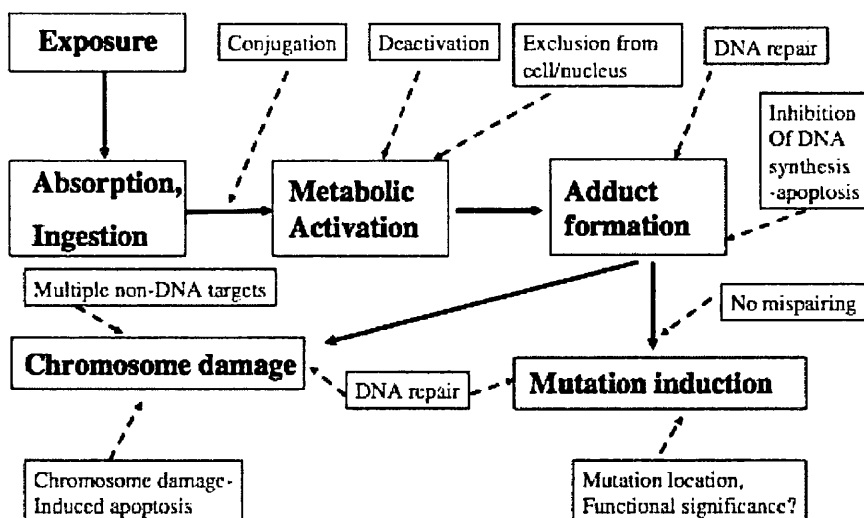 Exposure
Conjugation
Deactivation
Exclusion from
cell/nucleus
DNA repair
Inhibition
Of DNA
synthesis
-apoptosis
Absorption,
Ingestion
Metabolic
Activation
Adduct
formation
Multiple non-DNA targets
No mispairing
Chromosome damage
DNA repair
Mutation induction
Chromosome damage-
Induced apoptosis
Mutation location,
Functional significance?